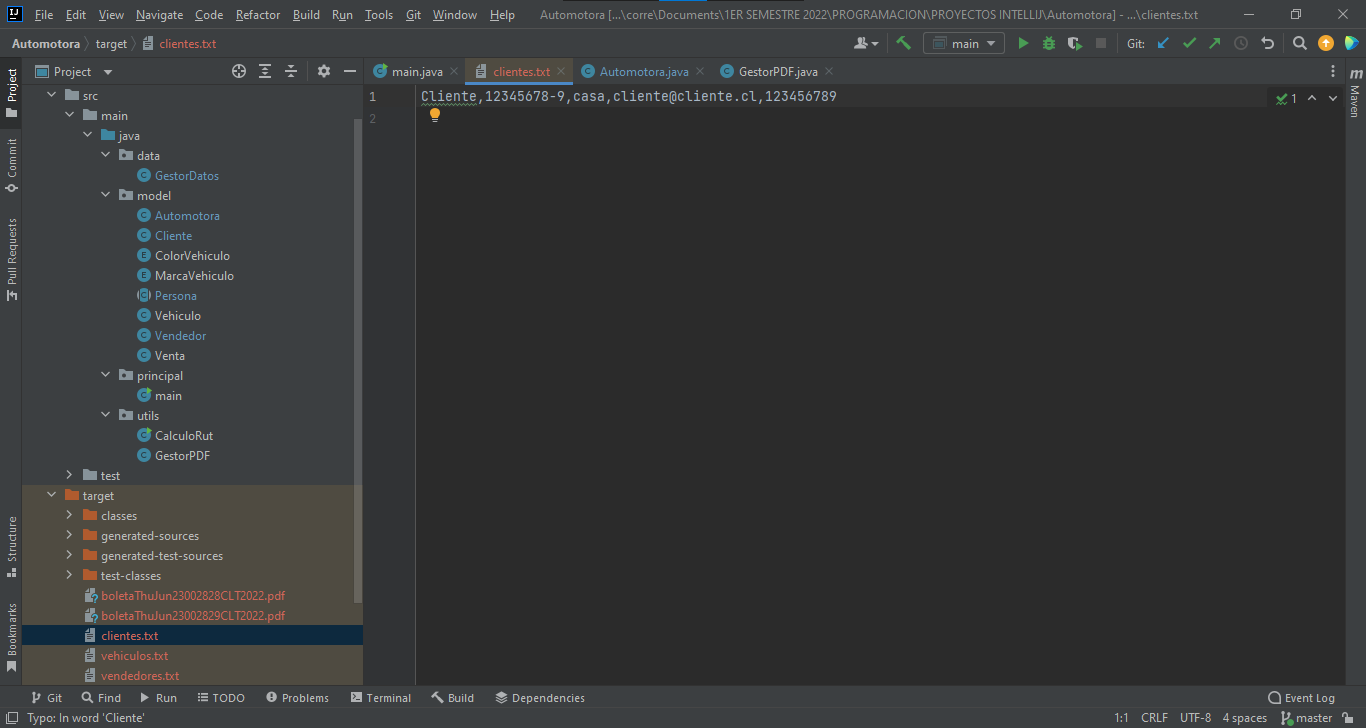 File Edit View Navigate Code Refactor Build Run Tools Git Window Help Automotora [...\corre\Documents\1ER SEMESTRE 2022\PROGRAMACION\PROYECTOS INTELLIJ\Automotora] - ...\clientes.txt
Automotora target clientes.txt main Git:
Project main.java clientes.txt Automotora.java GestorPDF.java
Project
Commit
Pull Requests
Structure
Bookmarks
src
main
java
data
GestorDatos
model
Automotora
Cliente
ColorVehiculo
MarcaVehiculo
Persona
Vehiculo
Vendedor
Venta
principal
main
utils
CalculoRut
GestorPDF
test
target
classes
generated-sources
generated-test-sources
test-classes
boletaThuJun23002828CLT2022.pdf
boletaThuJun23002829CLT2022.pdf
clientes.txt
vehiculos.txt
vendedores.txt
1 Cliente,12345678-9,casa,cliente@cliente.cl,123456789
2
1
m
Maven
Git Find Run TODO Problems Terminal Build Dependencies Event Log
Typo: In word 'Cliente' 1:1 CRLF UTF-8 4 spaces master